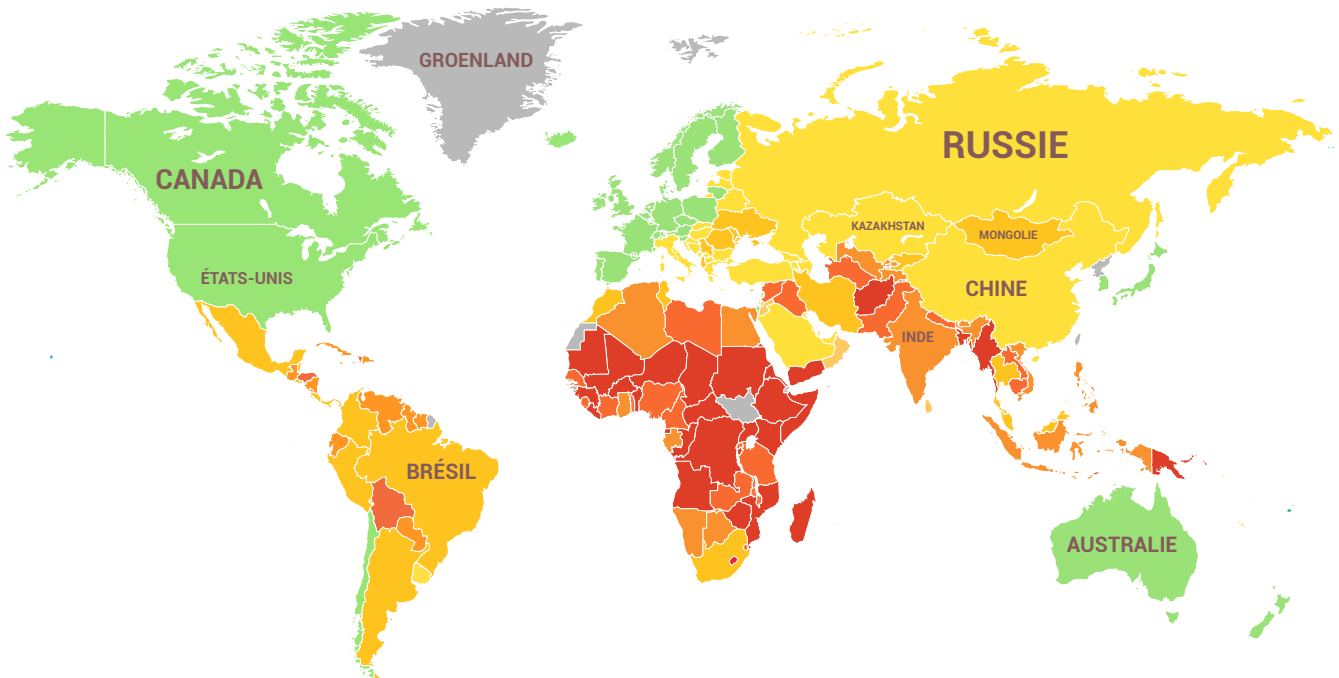 GROENLAND
RUSSIE
CANADA
KAZAKHSTAN
MONGOLIE
ÉTATS-UNIS
CHINE
INDE
BRÉSIL
AUSTRALIE